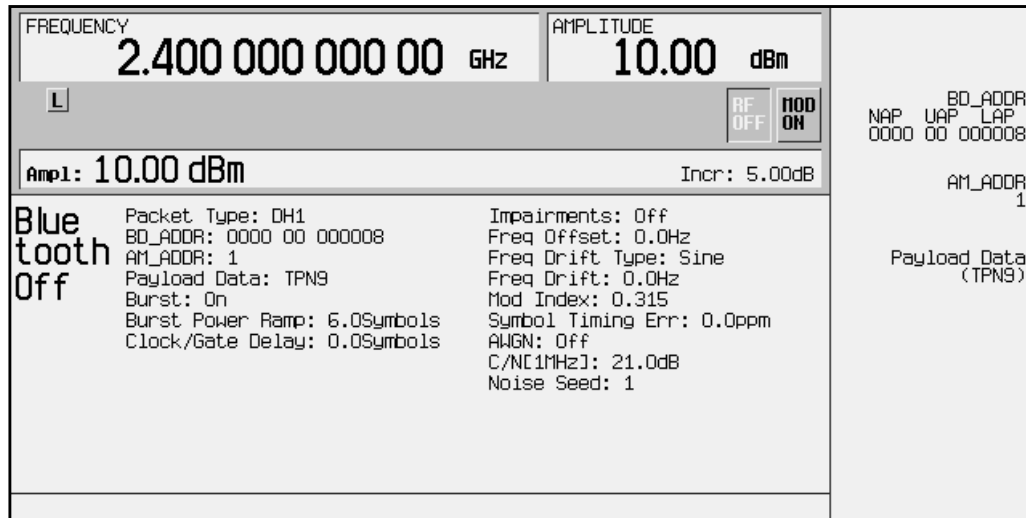 FREQUENCY
2.400 000 000 00 GHz
AMPLITUDE
10.00 dBm
L
RF
OFF
MOD
ON
Ampl: 10.00 dBm
Incr: 5.00dB
Blue
tooth
Off
Packet Type: DH1
BD_ADDR: 0000 00 000008
AM_ADDR: 1
Payload Data: TPN9
Burst: On
Burst Power Ramp: 6.0Symbols
Clock/Gate Delay: 0.0Symbols
Impairments: Off
Freq Offset: 0.0Hz
Freq Drift Type: Sine
Freq Drift: 0.0Hz
Mod Index: 0.315
Symbol Timing Err: 0.0ppm
AWGN: Off
C/N[1MHz]: 21.0dB
Noise Seed: 1
BD_ADDR
NAP UAP LAP
0000 00 000008
AM_ADDR
1
Payload Data
(TPN9)